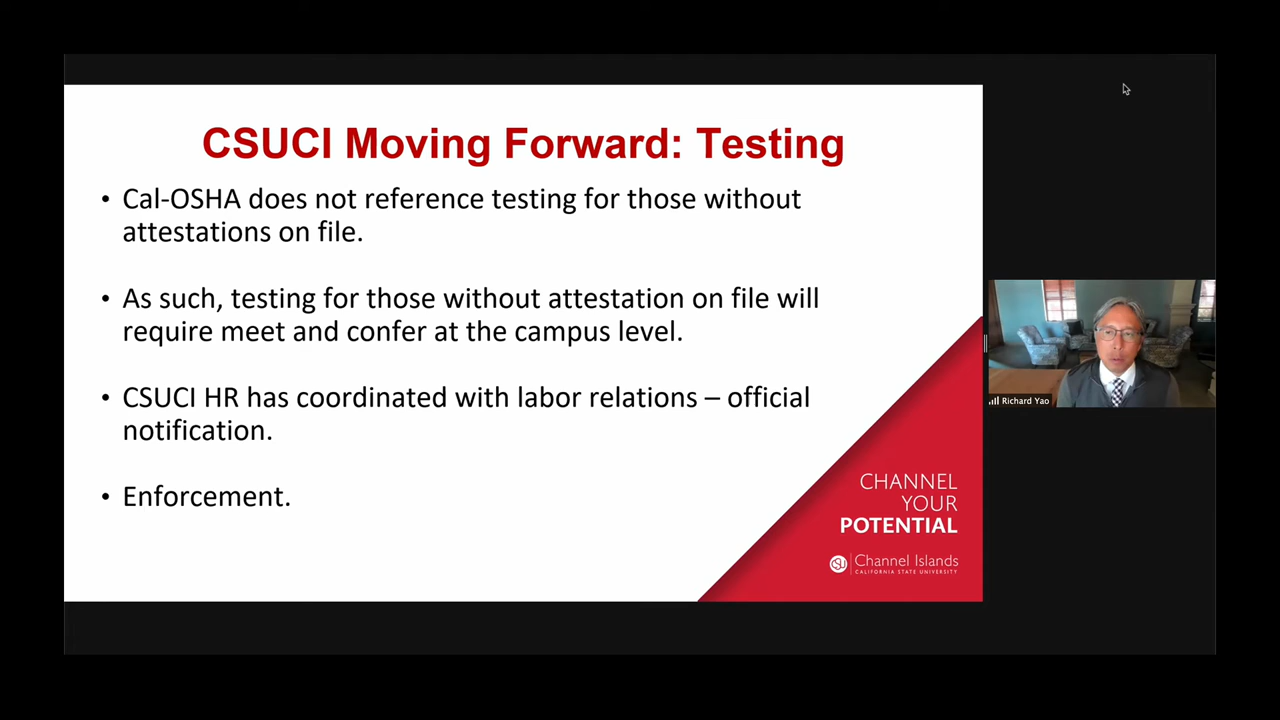 CSUCI Moving Forward: Testing
• Cal-OSHA does not reference testing for those without
attestations on file.
• As such, testing for those without attestation on file will
require meet and confer at the campus level.
• CSUCI HR has coordinated with labor relations – official
notification.
• Enforcement.
CHANNEL
YOUR
POTENTIAL
CSU
Channel Islands
CALIFORNIA STATE UNIVERSITY
Richard Yao